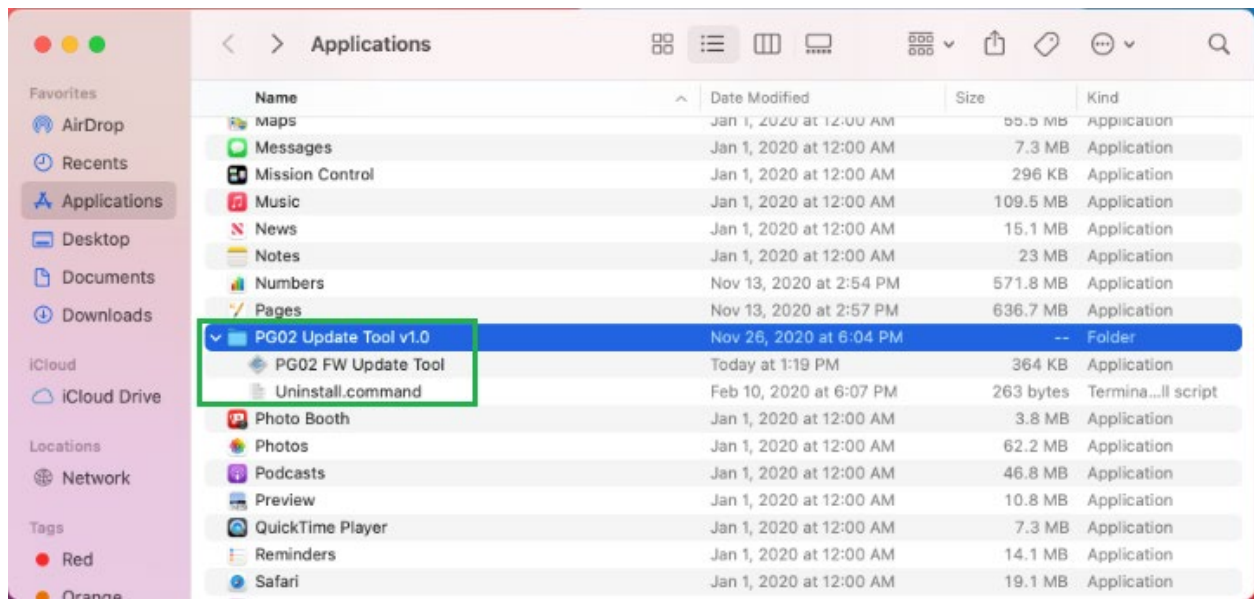 Applications
Favorites
AirDrop
Recents
Applications
Desktop
Documents
Downloads
iCloud
iCloud Drive
Locations
Network
Tags
Red
Orange
Name Date Modified Size Kind
Maps Jan 1, 2020 at 12:00 AM 55.5 MB Application
Messages Jan 1, 2020 at 12:00 AM 7.3 MB Application
Mission Control Jan 1, 2020 at 12:00 AM 296 KB Application
Music Jan 1, 2020 at 12:00 AM 109.5 MB Application
News Jan 1, 2020 at 12:00 AM 15.1 MB Application
Notes Jan 1, 2020 at 12:00 AM 23 MB Application
Numbers Nov 13, 2020 at 2:54 PM 571.8 MB Application
Pages Nov 13, 2020 at 2:57 PM 636.7 MB Application
PG02 Update Tool v1.0 Nov 26, 2020 at 6:04 PM -- Folder
PG02 FW Update Tool Today at 1:19 PM 364 KB Application
Uninstall.command Feb 10, 2020 at 6:07 PM 263 bytes Termina...ll script
Photo Booth Jan 1, 2020 at 12:00 AM 3.8 MB Application
Photos Jan 1, 2020 at 12:00 AM 62.2 MB Application
Podcasts Jan 1, 2020 at 12:00 AM 46.8 MB Application
Preview Jan 1, 2020 at 12:00 AM 10.8 MB Application
QuickTime Player Jan 1, 2020 at 12:00 AM 7.3 MB Application
Reminders Jan 1, 2020 at 12:00 AM 14.1 MB Application
Safari Jan 1, 2020 at 12:00 AM 19.1 MB Application